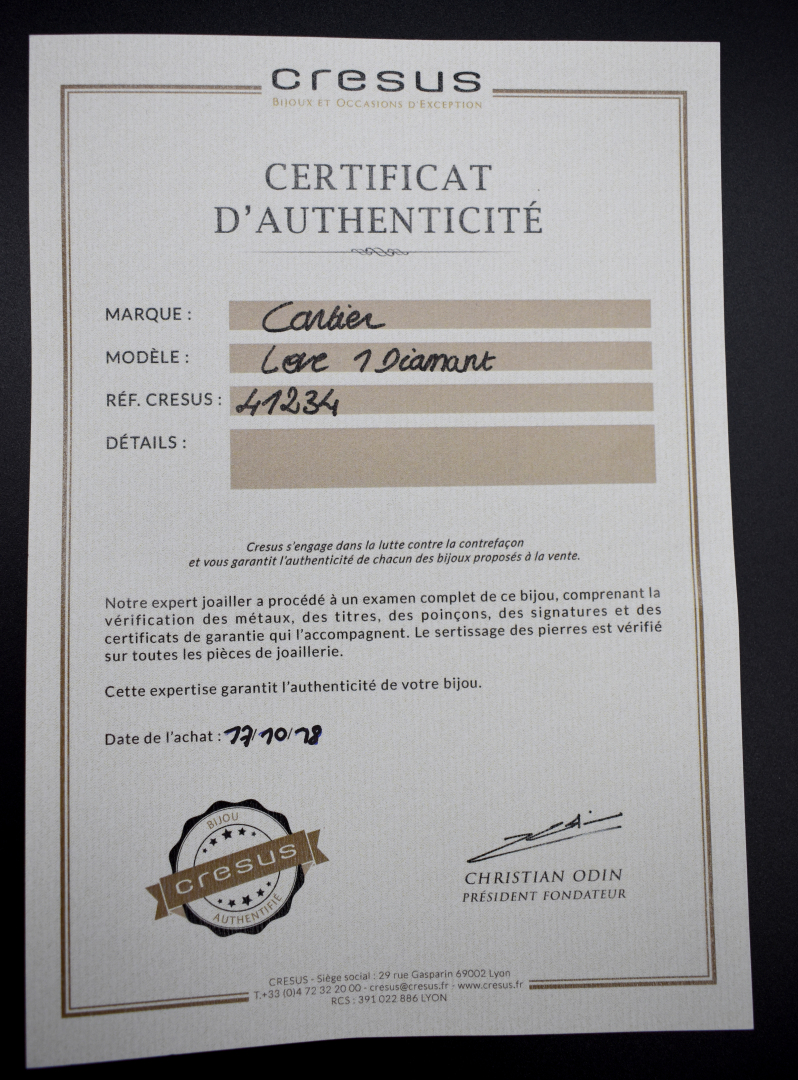 cresus
BIJOUX ET OCCASIONS D'EXCEPTION
CERTIFICAT
D'AUTHENTICITÉ
MARQUE : Cartier
MODÈLE : Love 1 Diamant
RÉF. CRESUS : 41234
DÉTAILS :
Cresus s'engage dans la lutte contre la contrefaçon
et vous garantit l'authenticité de chacun des bijoux proposés à la vente.
Notre expert joailler a procédé à un examen complet de ce bijou, comprenant la
vérification des métaux, des titres, des poinçons, des signatures et des
certificats de garantie qui l'accompagnent. Le sertissage des pierres est vérifié
sur toutes les pièces de joaillerie.
Cette expertise garantit l'authenticité de votre bijou.
Date de l'achat : 17/10/18
BIJOU
cresus
AUTHENTIFIÉ
CHRISTIAN ODIN
PRÉSIDENT FONDATEUR
CRESUS - Siège social : 29 rue Gasparin 69002 Lyon
T.+33 (0)4 72 32 20 00 - cresus@cresus.fr - www.cresus.fr
RCS : 391 022 886 LYON